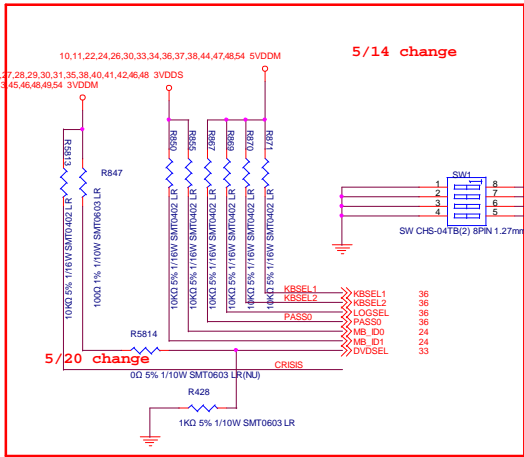 5/14 change
10,11,22,24,26,30,33,34,36,37,38,44,47,48,54 5VDDM
27,28,29,30,31,35,38,40,41,42,46,48 3VDDS
3,45,46,48,49,54 3VDDM
R5813
10KΩ 5% 1/16W SMT0402 LR
R847
100Ω 1% 1/10W SMT0603 LR
R850
10KΩ 5% 1/16W SMT0402 LR
R855
10KΩ 5% 1/16W SMT0402 LR
R867
10KΩ 5% 1/16W SMT0402 LR
R869
10KΩ 5% 1/16W SMT0402 LR
R870
10KΩ 5% 1/16W SMT0402 LR
R871
10KΩ 5% 1/16W SMT0402 LR
SW1
1 8
2 7
3 6
4 5
SW CHS-04TB(2) 8PIN 1.27mm
KBSEL1 KBSEL1 36
KBSEL2 KBSEL2 36
LOGSEL 36
PASS0 PASS0 36
MB_ID0 24
MB_ID1 24
DVDSEL 33
R5814
5/20 change
CRISIS
0Ω 5% 1/10W SMT0603 LR(NU)
R428
1KΩ 5% 1/10W SMT0603 LR